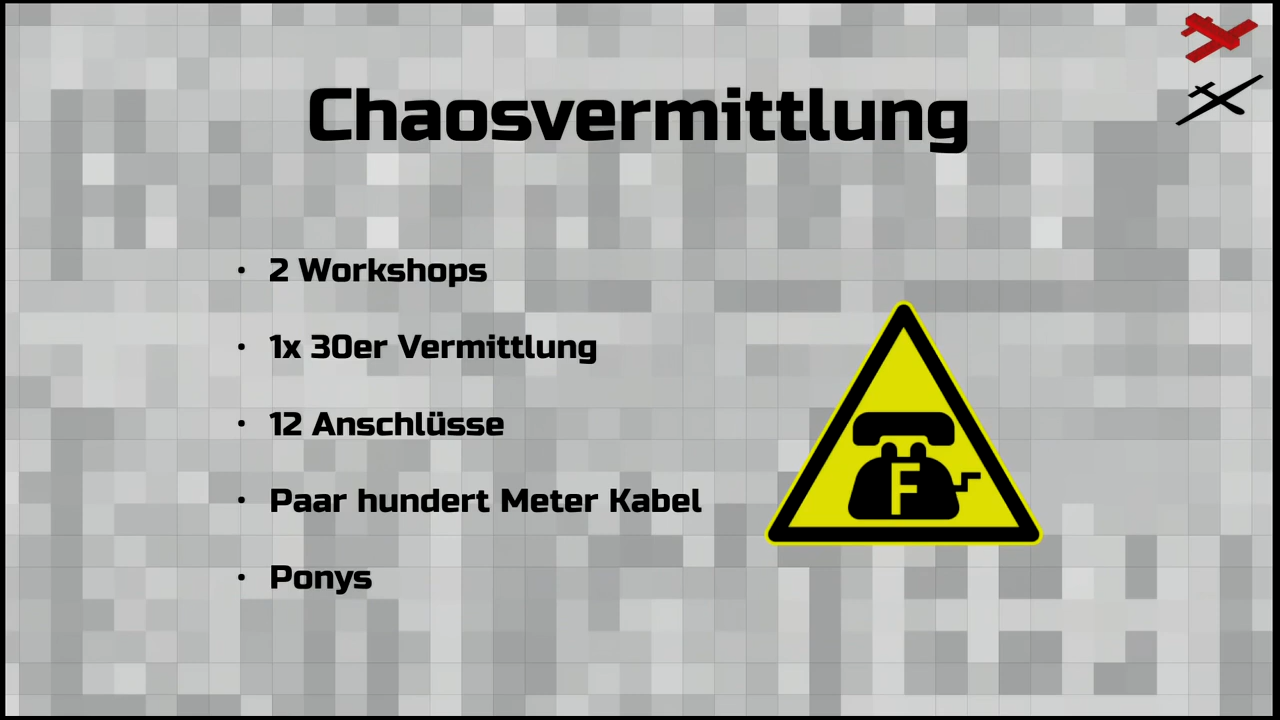 Chaosvermittlung
• 2 Workshops
• 1x 30er Vermittlung
• 12 Anschlüsse
• Paar hundert Meter Kabel
• Ponys
F